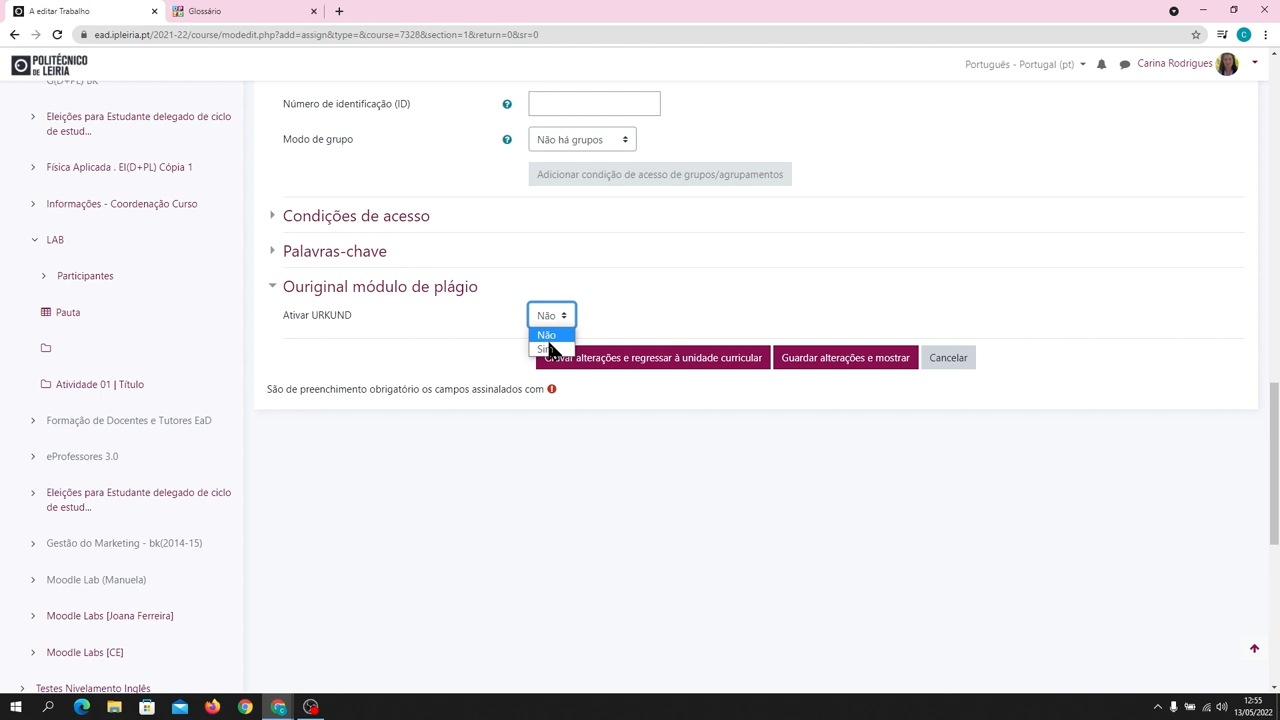 A editar Trabalho
Glossário
ead.ipleiria.pt/2021-22/course/modedit.php?add=assign&type=&course=7328&section=1&return=0&sr=0
POLITÉCNICO
DE LEIRIA
Português - Portugal (pt)
Carina Rodrigues
G(D+PL) BK
Eleições para Estudante delegado de ciclo
de estud...
Física Aplicada . EI(D+PL) Cópia 1
Informações - Coordenação Curso
LAB
Participantes
Pauta
Atividade 01 | Título
Formação de Docentes e Tutores EaD
eProfessores 3.0
Eleições para Estudante delegado de ciclo
de estud...
Gestão do Marketing - bk(2014-15)
Moodle Lab (Manuela)
Moodle Labs [Joana Ferreira]
Moodle Labs [CE]
Testes Nivelamento Inglês
Número de identificação (ID)
Modo de grupo
Não há grupos
Adicionar condição de acesso de grupos/agrupamentos
Condições de acesso
Palavras-chave
Ouriginal módulo de plágio
Ativar URKUND
Não
Não
alterações e regressar à unidade curricular
Guardar alterações e mostrar
Cancelar
São de preenchimento obrigatório os campos assinalados com
12:55
13/05/2022